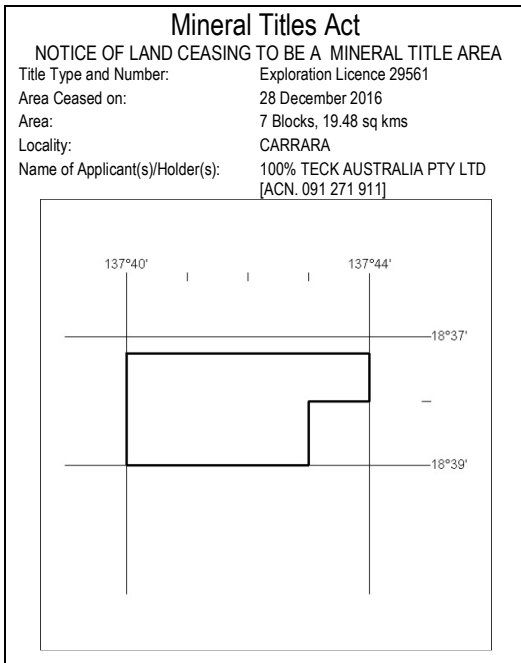 Mineral Titles Act
NOTICE OF LAND CEASING TO BE A MINERAL TITLE AREA
Title Type and Number: Exploration Licence 29561
Area Ceased on: 28 December 2016
Area: 7 Blocks, 19.48 sq kms
Locality: CARRARA
Name of Applicant(s)/Holder(s): 100% TECK AUSTRALIA PTY LTD
[ACN. 091 271 911]
137°40' 137°44'
18°37'
18°39'